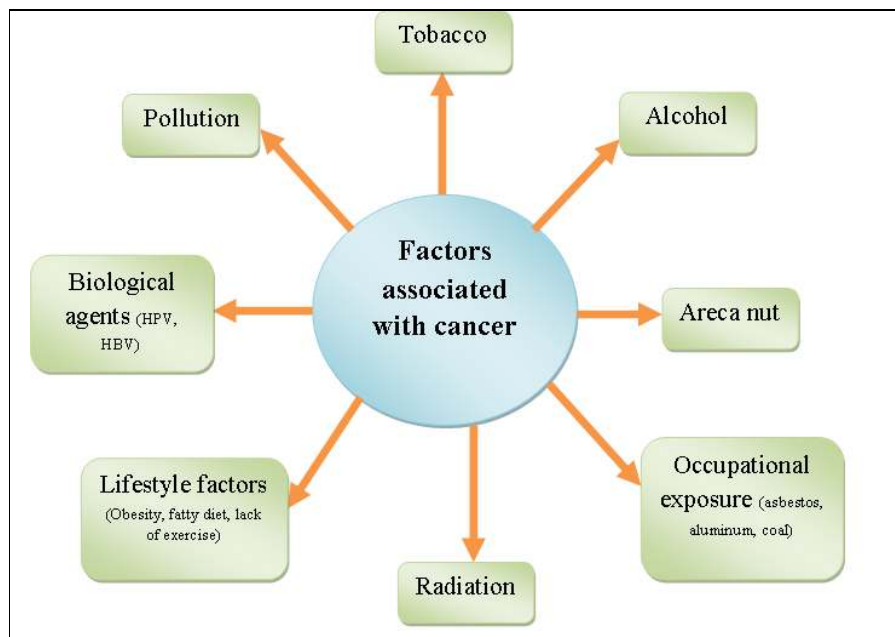 Tobacco
Pollution
Alcohol
Factors
associated
with cancer
Biological
agents (HPV,
HBV)
Areca nut
Lifestyle factors
(Obesity, fatty diet, lack
of exercise)
Occupational
exposure (asbestos,
aluminum, coal)
Radiation